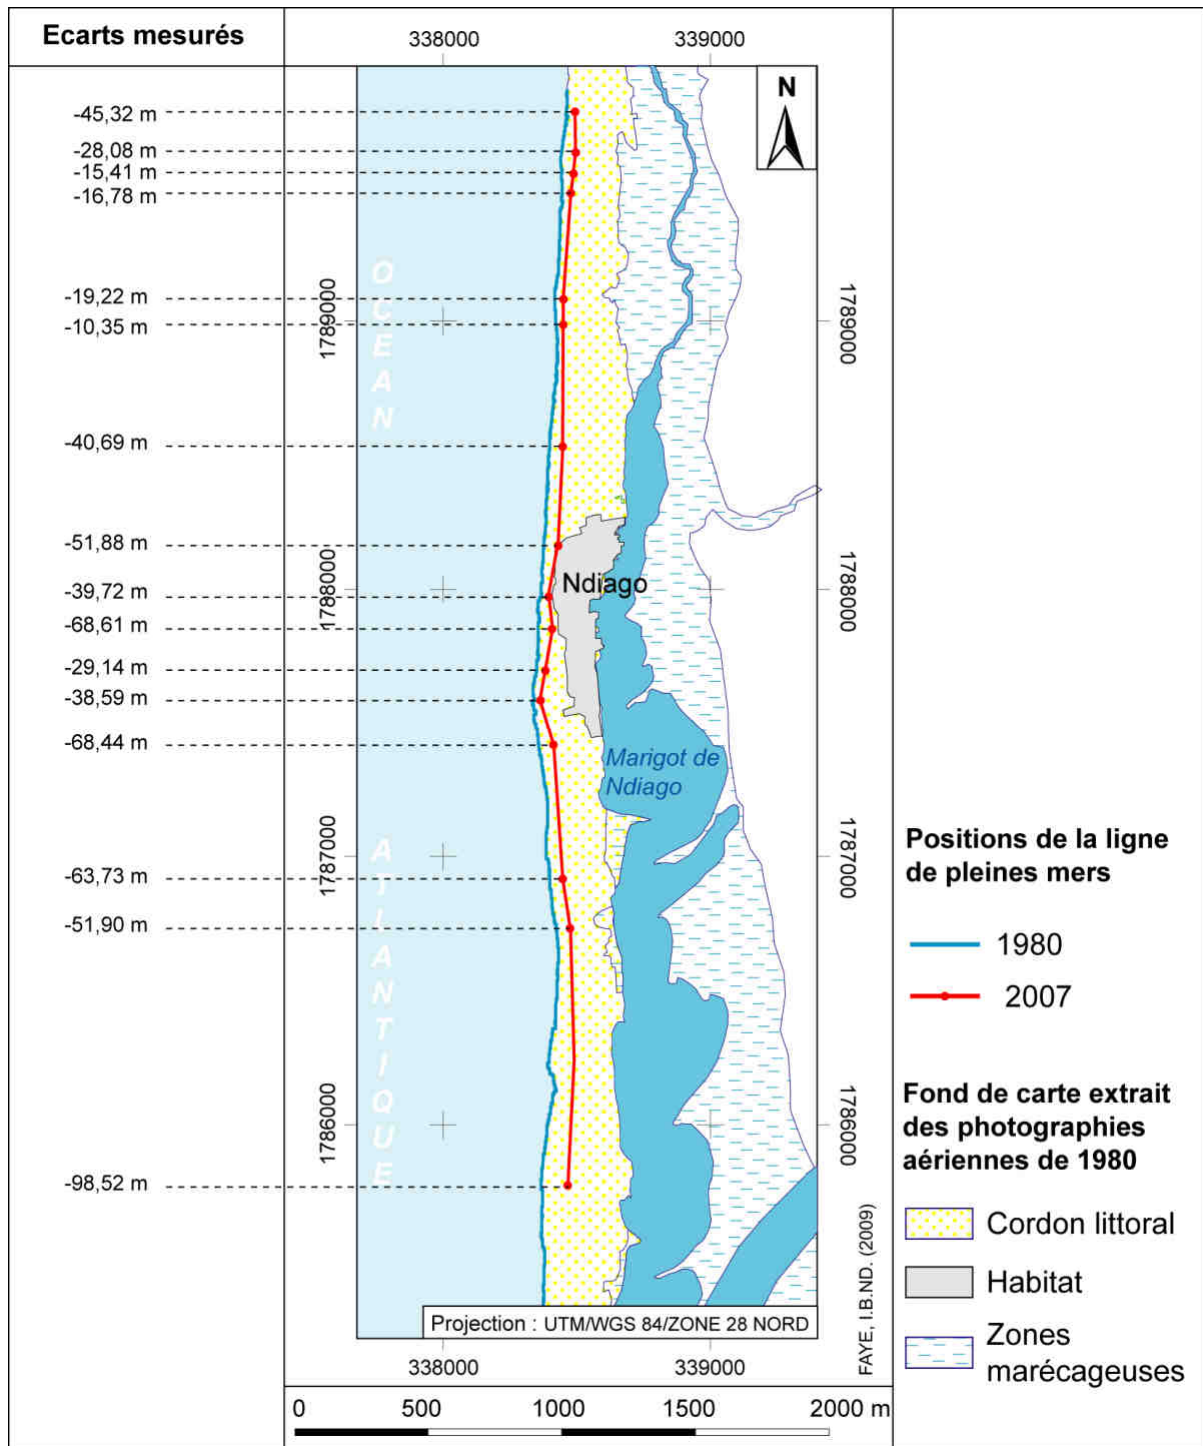 Ecarts mesurés
338000
339000
N
-45,32 m
-28,08 m
-15,41 m
-16,78 m
-19,22 m
-10,35 m
-40,69 m
-51,88 m
-39,72 m
-68,61 m
-29,14 m
-38,59 m
-68,44 m
-63,73 m
-51,90 m
-98,52 m
OCEAN
ATLANTIQUE
1789000
1788000
1787000
1786000
1789000
1788000
1787000
1786000
Ndiago
Marigot de
Ndiago
Projection : UTM/WGS 84/ZONE 28 NORD
FAYE, I.B.ND. (2009)
338000
339000
0
500
1000
1500
2000 m
Positions de la ligne
de pleines mers
1980
2007
Fond de carte extrait
des photographies
aériennes de 1980
Cordon littoral
Habitat
Zones
marécageuses